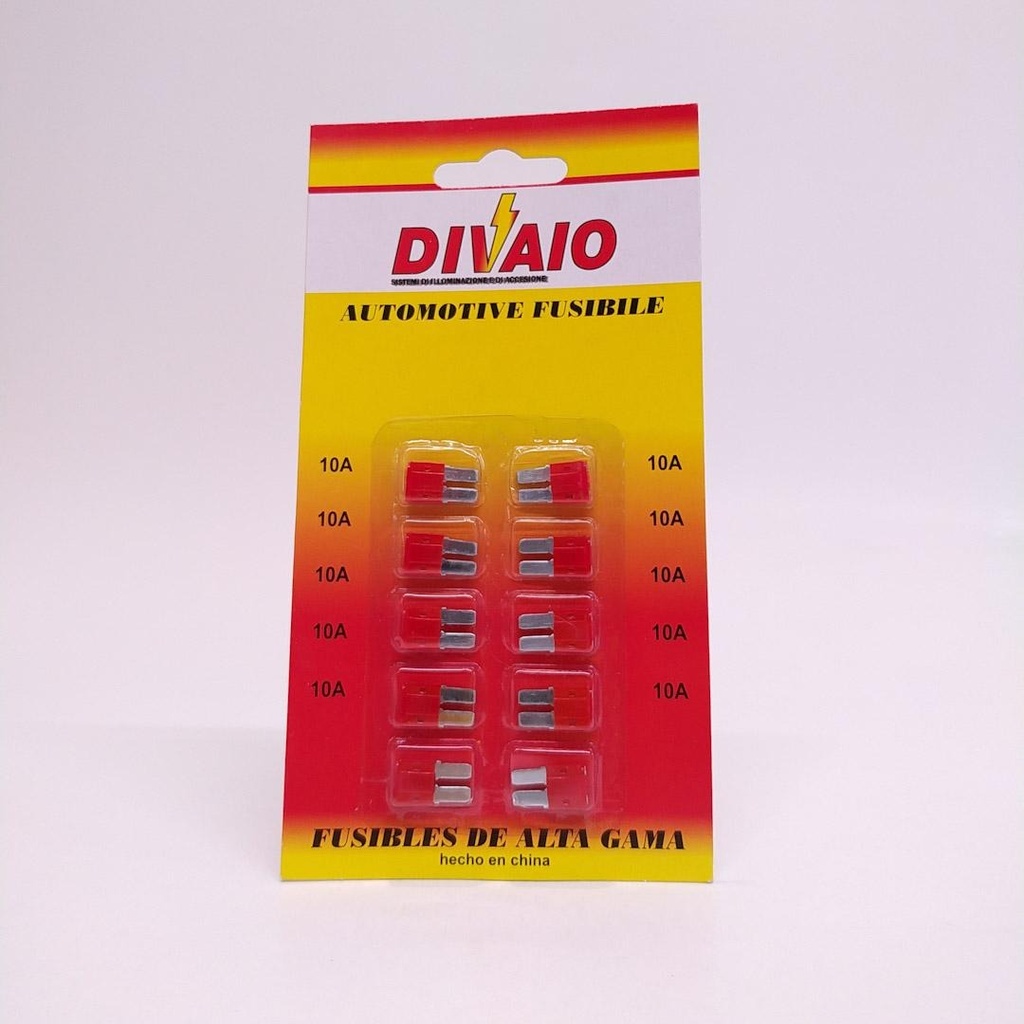 DIVAIO
SISTEMI DI ILLUMINAZIONE E DI ACCESIONE
AUTOMOTIVE FUSIBILE
10A 10A
10A 10A
10A 10A
10A 10A
10A 10A
FUSIBLES DE ALTA GAMA
hecho en china